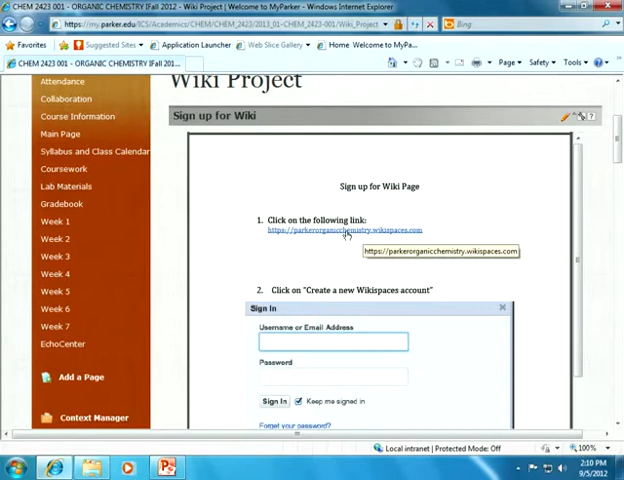 CHEM 2423 001 - ORGANIC CHEMISTRY IFall 2012 - Wiki Project | Welcome to MyParker - Windows Internet Explorer
https://my.parker.edu/ICS/Academics/CHEM/CHEM_2423/2013_01-CHEM_2423-001/Wiki_Project
Bing
Favorites
Suggested Sites
Application Launcher
Web Slice Gallery
Home
Welcome to MyPa...
CHEM 2423 001 - ORGANIC CHEMISTRY IFall 201...
Page
Safety
Tools
Attendance
Collaboration
Course Information
Main Page
Syllabus and Class Calendar
Coursework
Lab Materials
Gradebook
Week 1
Week 2
Week 3
Week 4
Week 5
Week 6
Week 7
EchoCenter
Add a Page
Context Manager
Wiki Project
Sign up for Wiki
Sign up for Wiki Page
1. Click on the following link:
https://parkerorganicchemistry.wikispaces.com
https://parkerorganicchemistry.wikispaces.com
2. Click on "Create a new Wikispaces account"
Sign In
Username or Email Address
Password
Sign In
Keep me signed in
Forget your password?
Local intranet | Protected Mode: Off
100%
2:10 PM
9/5/2012